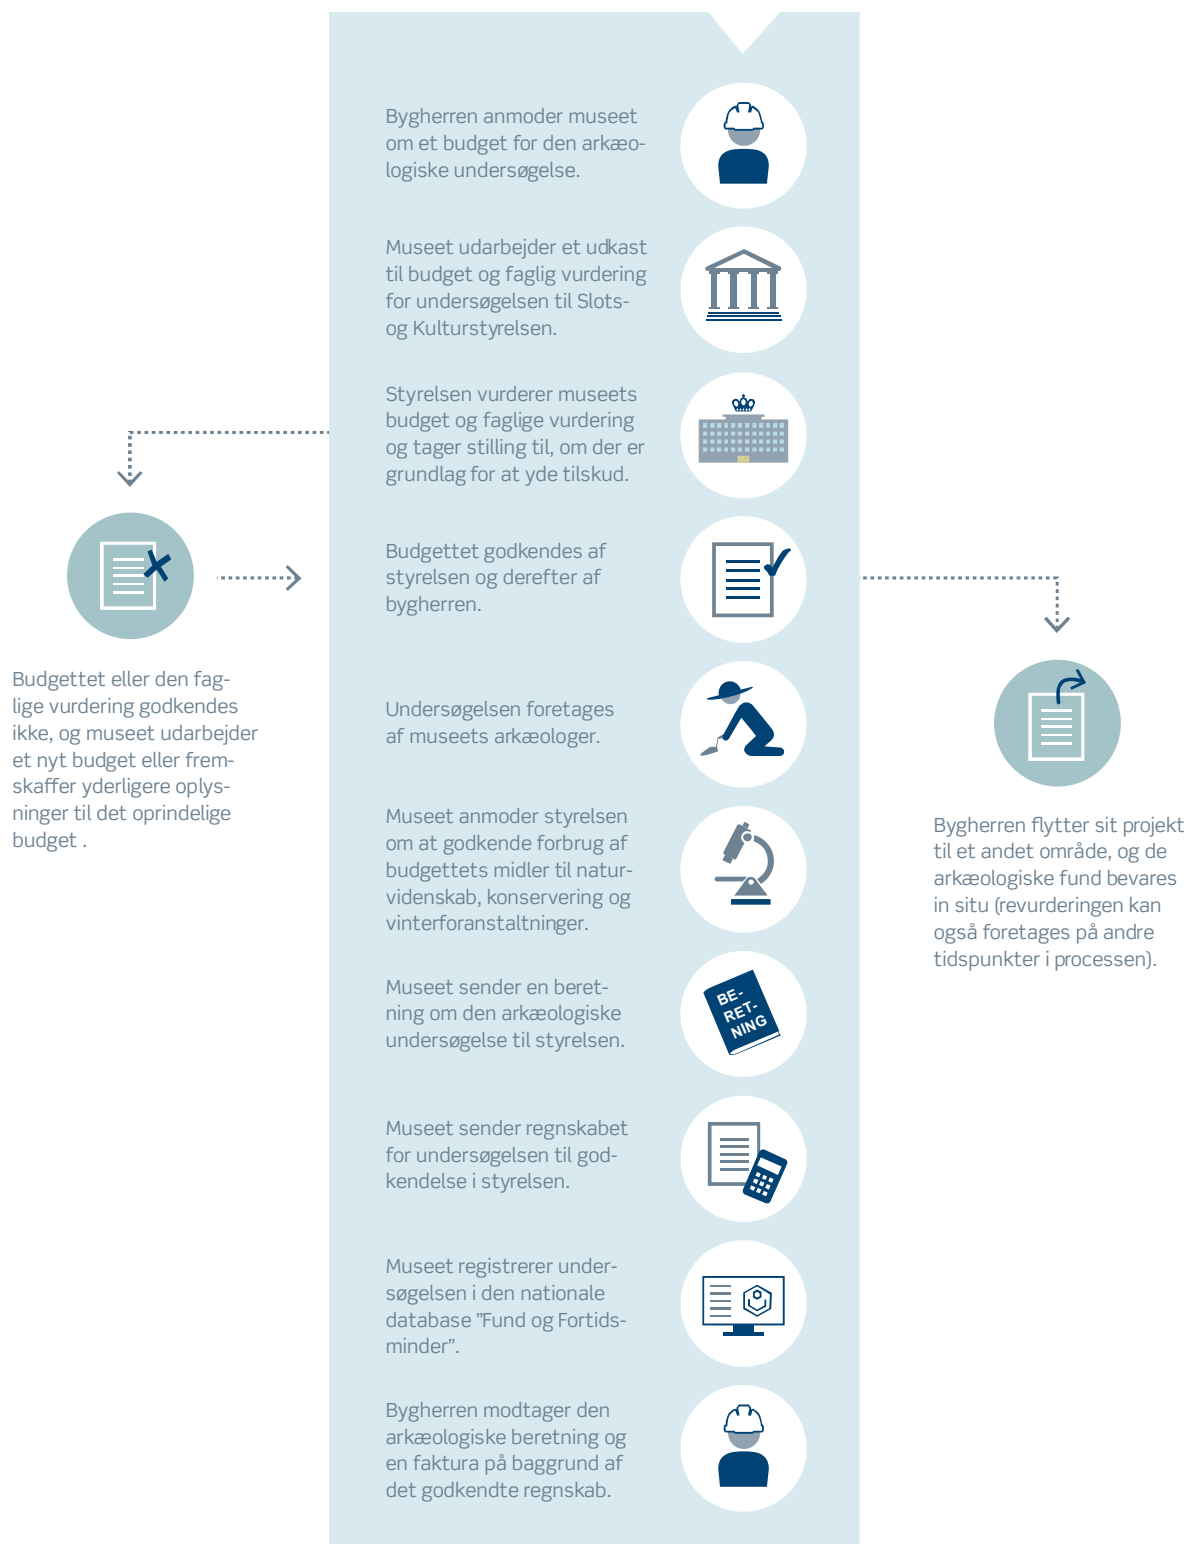 Bygherren anmoder museet
om et budget for den arkæo-
logiske undersøgelse.
Museet udarbejder et udkast
til budget og faglig vurdering
for undersøgelsen til Slots-
og Kulturstyrelsen.
Styrelsen vurderer museets
budget og faglige vurdering
og tager stilling til, om der er
grundlag for at yde tilskud.
Budgettet eller den fag-
lige vurdering godkendes
ikke, og museet udarbejder
et nyt budget eller frem-
skaffer yderligere oplys-
ninger til det oprindelige
budget .
Budgettet godkendes af
styrelsen og derefter af
bygherren.
Bygherren flytter sit projekt
til et andet område, og de
arkæologiske fund bevares
in situ (revurderingen kan
også foretages på andre
tidspunkter i processen).
Undersøgelsen foretages
af museets arkæologer.
Museet anmoder styrelsen
om at godkende forbrug af
budgettets midler til natur-
videnskab, konservering og
vinterforanstaltninger.
Museet sender en beret-
ning om den arkæologiske
undersøgelse til styrelsen.
BE-
RET-
NING
Museet sender regnskabet
for undersøgelsen til god-
kendelse i styrelsen.
Museet registrerer under-
søgelsen i den nationale
database ”Fund og Fortids-
minder”.
Bygherren modtager den
arkæologiske beretning og
en faktura på baggrund af
det godkendte regnskab.